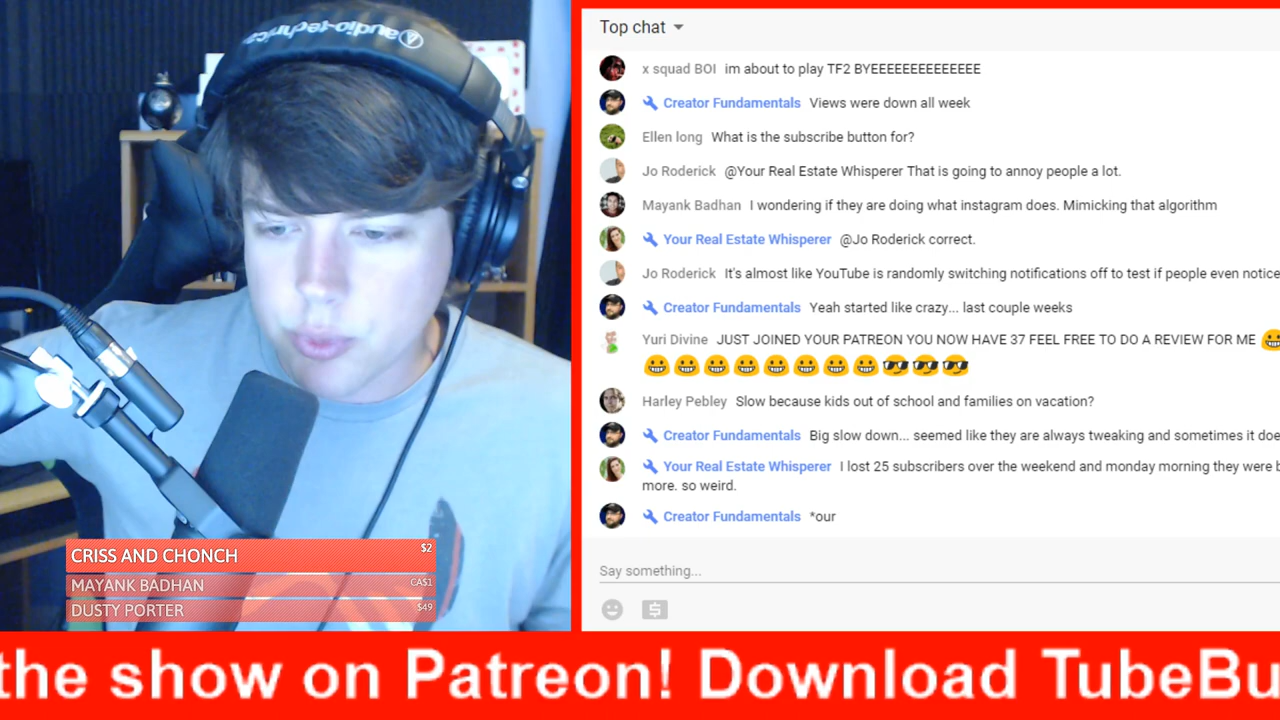 audio-technica
Top chat
x squad BOI im about to play TF2 BYEEEEEEEEEEEEEE
Creator Fundamentals Views were down all week
Ellen long What is the subscribe button for?
Jo Roderick @Your Real Estate Whisperer That is going to annoy people a lot.
Mayank Badhan I wondering if they are doing what instagram does. Mimicking that algorithm
Your Real Estate Whisperer @Jo Roderick correct.
Jo Roderick It's almost like YouTube is randomly switching notifications off to test if people even notice
Creator Fundamentals Yeah started like crazy... last couple weeks
Yuri Divine JUST JOINED YOUR PATREON YOU NOW HAVE 37 FEEL FREE TO DO A REVIEW FOR ME 😀
😀😀😀😀😀😀😀😀😎😎😎
Harley Pebley Slow because kids out of school and families on vacation?
Creator Fundamentals Big slow down... seemed like they are always tweaking and sometimes it doe
Your Real Estate Whisperer I lost 25 subscribers over the weekend and monday morning they were b
more. so weird.
Creator Fundamentals *our
Say something...
CRISS AND CHONCH $2
MAYANK BADHAN CA$1
DUSTY PORTER $49
the show on Patreon! Download TubeBu